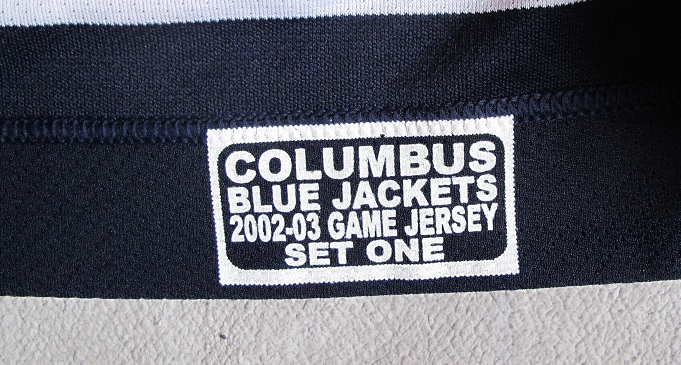 COLUMBUS
BLUE JACKETS
2002-03 GAME JERSEY
SET ONE